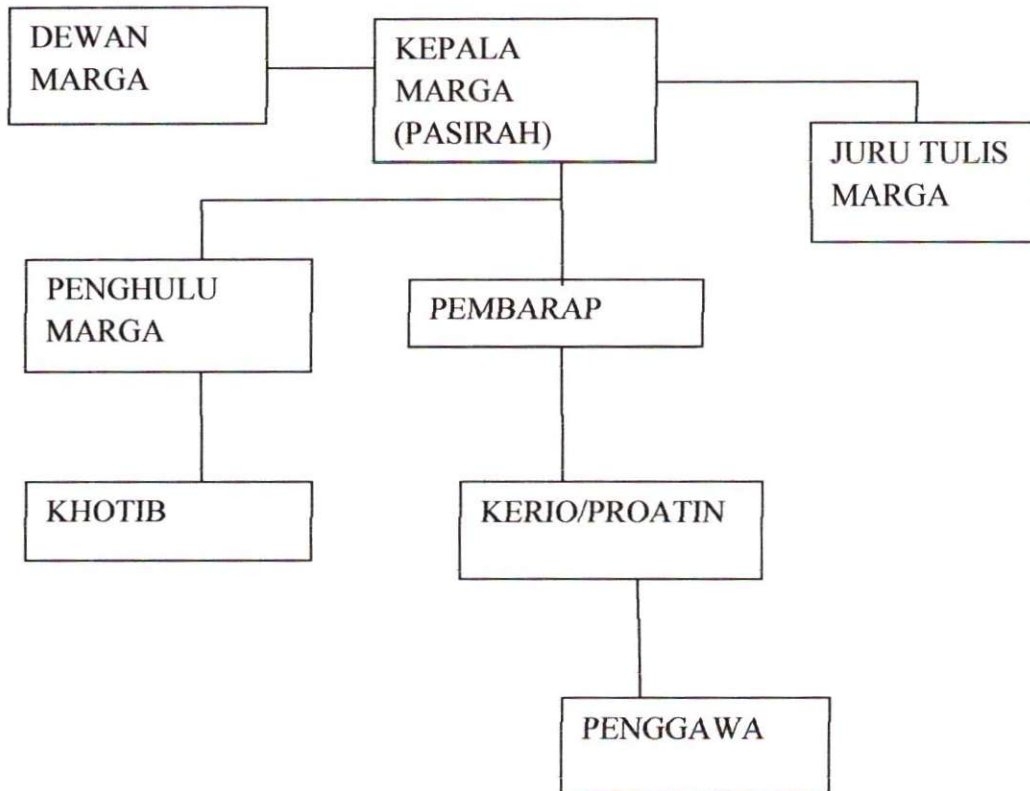 DEWAN
MARGA
KEPALA
MARGA
(PASIRAH)
JURU TULIS
MARGA
PENGHULU
MARGA
PEMBARAP
KHOTIB
KERIO/PROATIN
PENGGAWA